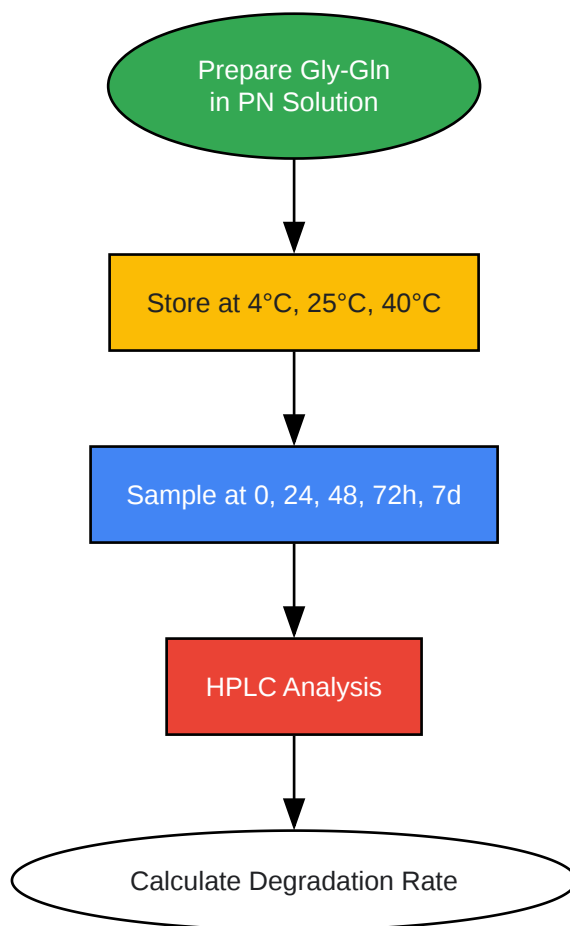 Prepare Gly-Gln
in PN Solution
Store at 4°C, 25°C, 40°C
Sample at 0, 24, 48, 72h, 7d
HPLC Analysis
Calculate Degradation Rate